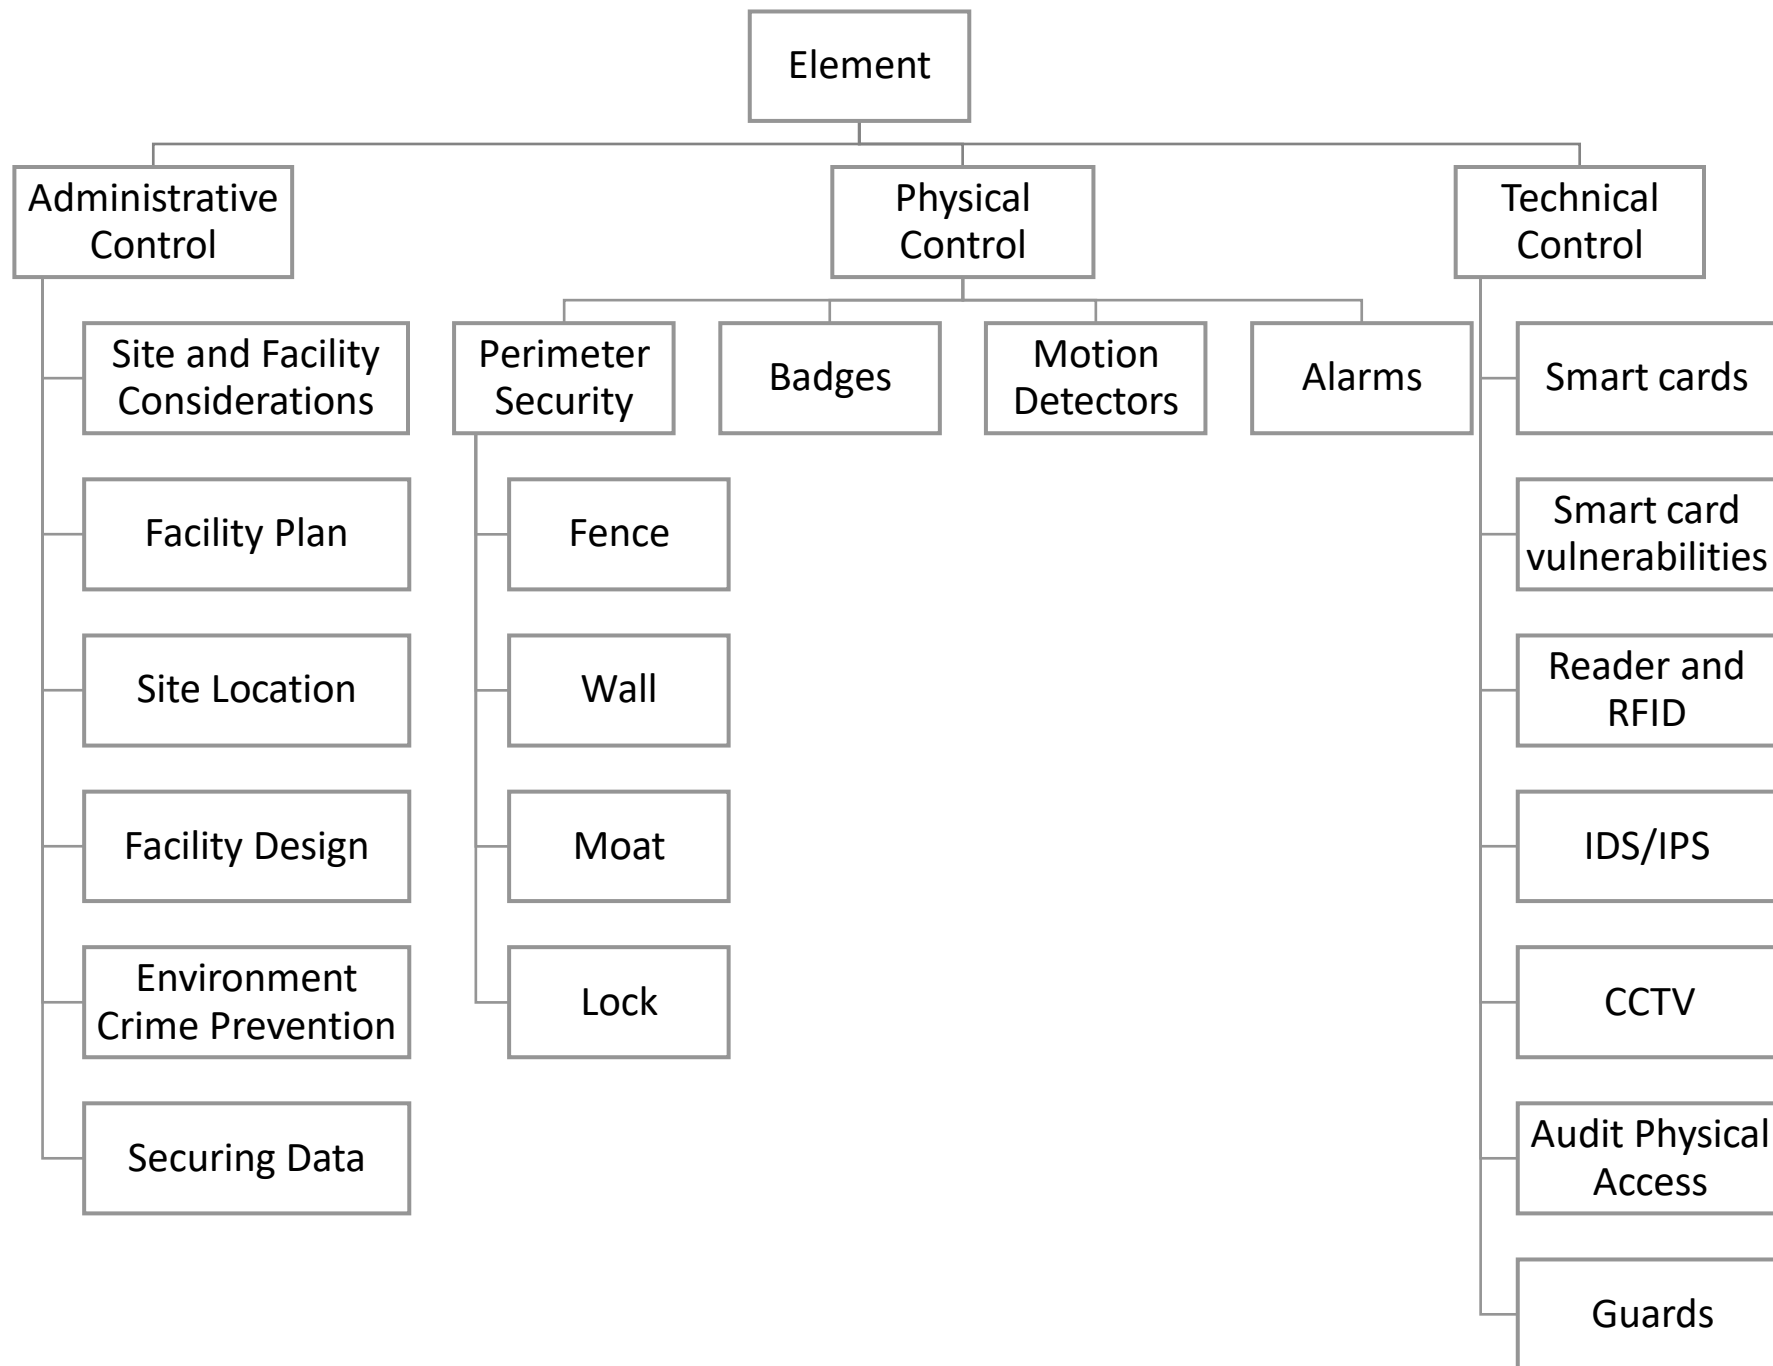 Element
Administrative
Control
Physical
Control
Technical
Control
Site and Facility
Considerations
Perimeter
Security
Badges
Motion
Detectors
Alarms
Smart cards
Facility Plan
Fence
Smart card
vulnerabilities
Site Location
Wall
Reader and
RFID
Facility Design
Moat
IDS/IPS
Environment
Crime Prevention
Lock
CCTV
Securing Data
Audit Physical
Access
Guards